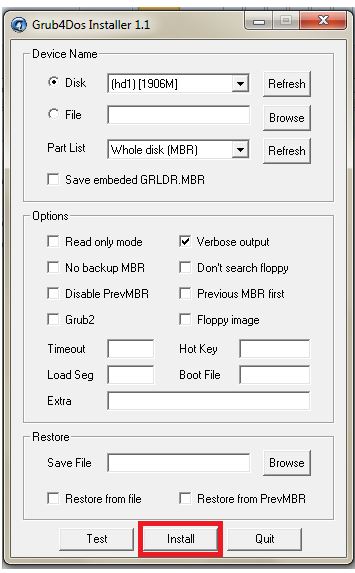 Grub4Dos Installer 1.1
Device Name
Disk (hd1) [1906M] Refresh
File Browse
Part List Whole disk (MBR) Refresh
Save embeded GRLDR.MBR
Options
Read only mode Verbose output
No backup MBR Don't search floppy
Disable PrevMBR Previous MBR first
Grub2 Floppy image
Timeout Hot Key
Load Seg Boot File
Extra
Restore
Save File Browse
Restore from file Restore from PrevMBR
Test Install Quit